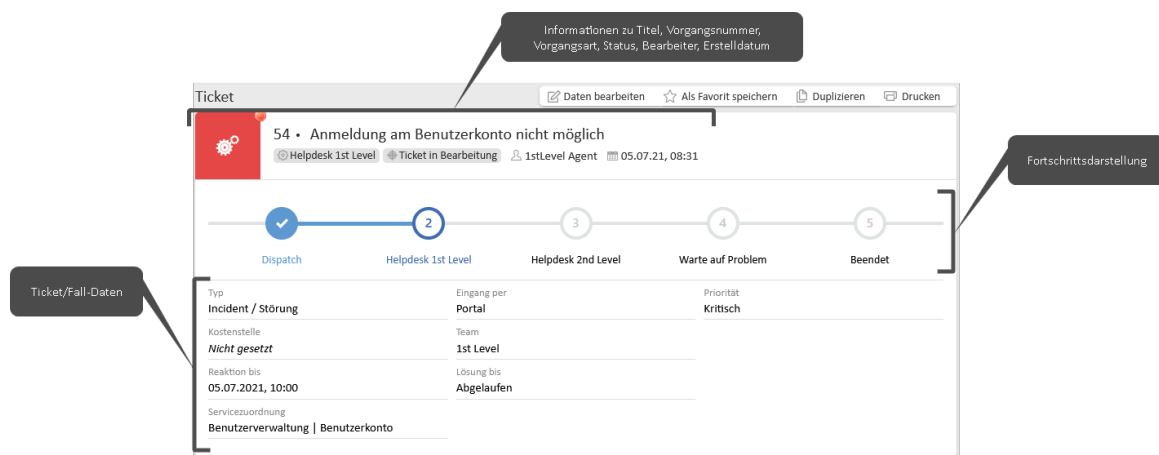 Informationen zu Titel, Vorgangsnummer,
Vorgangsart, Status, Bearbeiter, Erstelldatum
Ticket
Daten bearbeiten Als Favorit speichern Duplizieren Drucken
54 • Anmeldung am Benutzerkonto nicht möglich
Helpdesk 1st Level Ticket in Bearbeitung 1stLevel Agent 05.07.21, 08:31
Fortschrittsdarstellung
2 3 4 5
Dispatch Helpdesk 1st Level Helpdesk 2nd Level Warte auf Problem Beendet
Ticket/Fall-Daten
Typ Eingang per Priorität
Incident / Störung Portal Kritisch
Kostenstelle Team
Nicht gesetzt 1st Level
Reaktion bis Lösung bis
05.07.2021, 10:00 Abgelaufen
Servicezuordnung
Benutzerverwaltung | Benutzerkonto